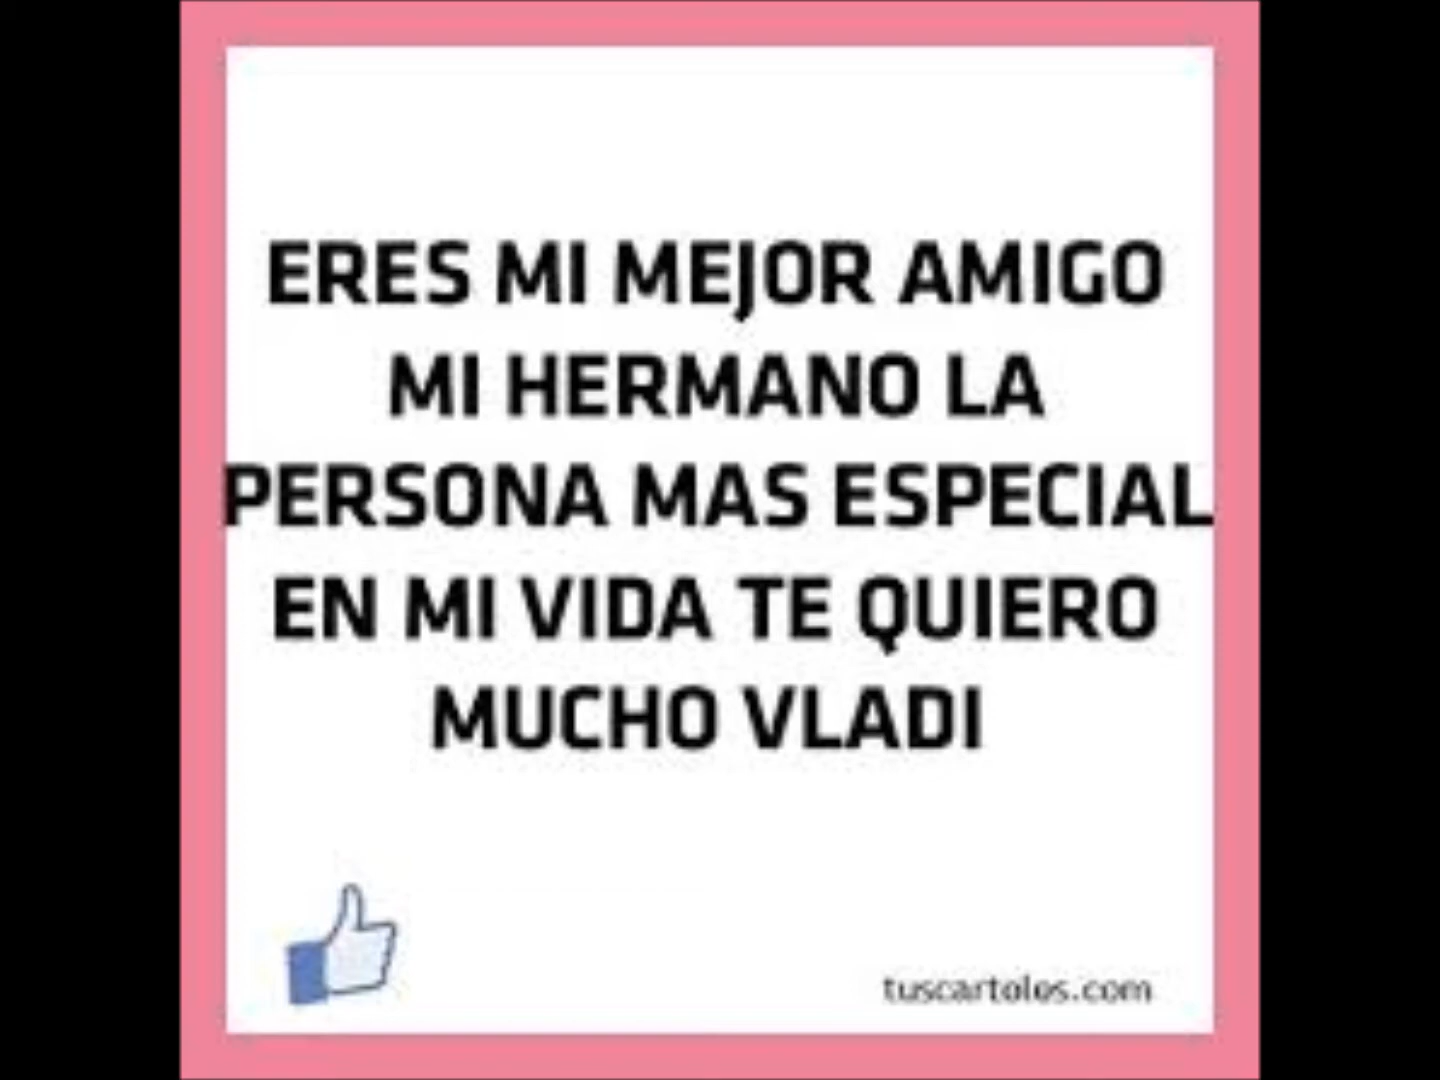 ERES MI MEJOR AMIGO
MI HERMANO LA
PERSONA MAS ESPECIAL
EN MI VIDA TE QUIERO
MUCHO VLADI
tuscarteles.com